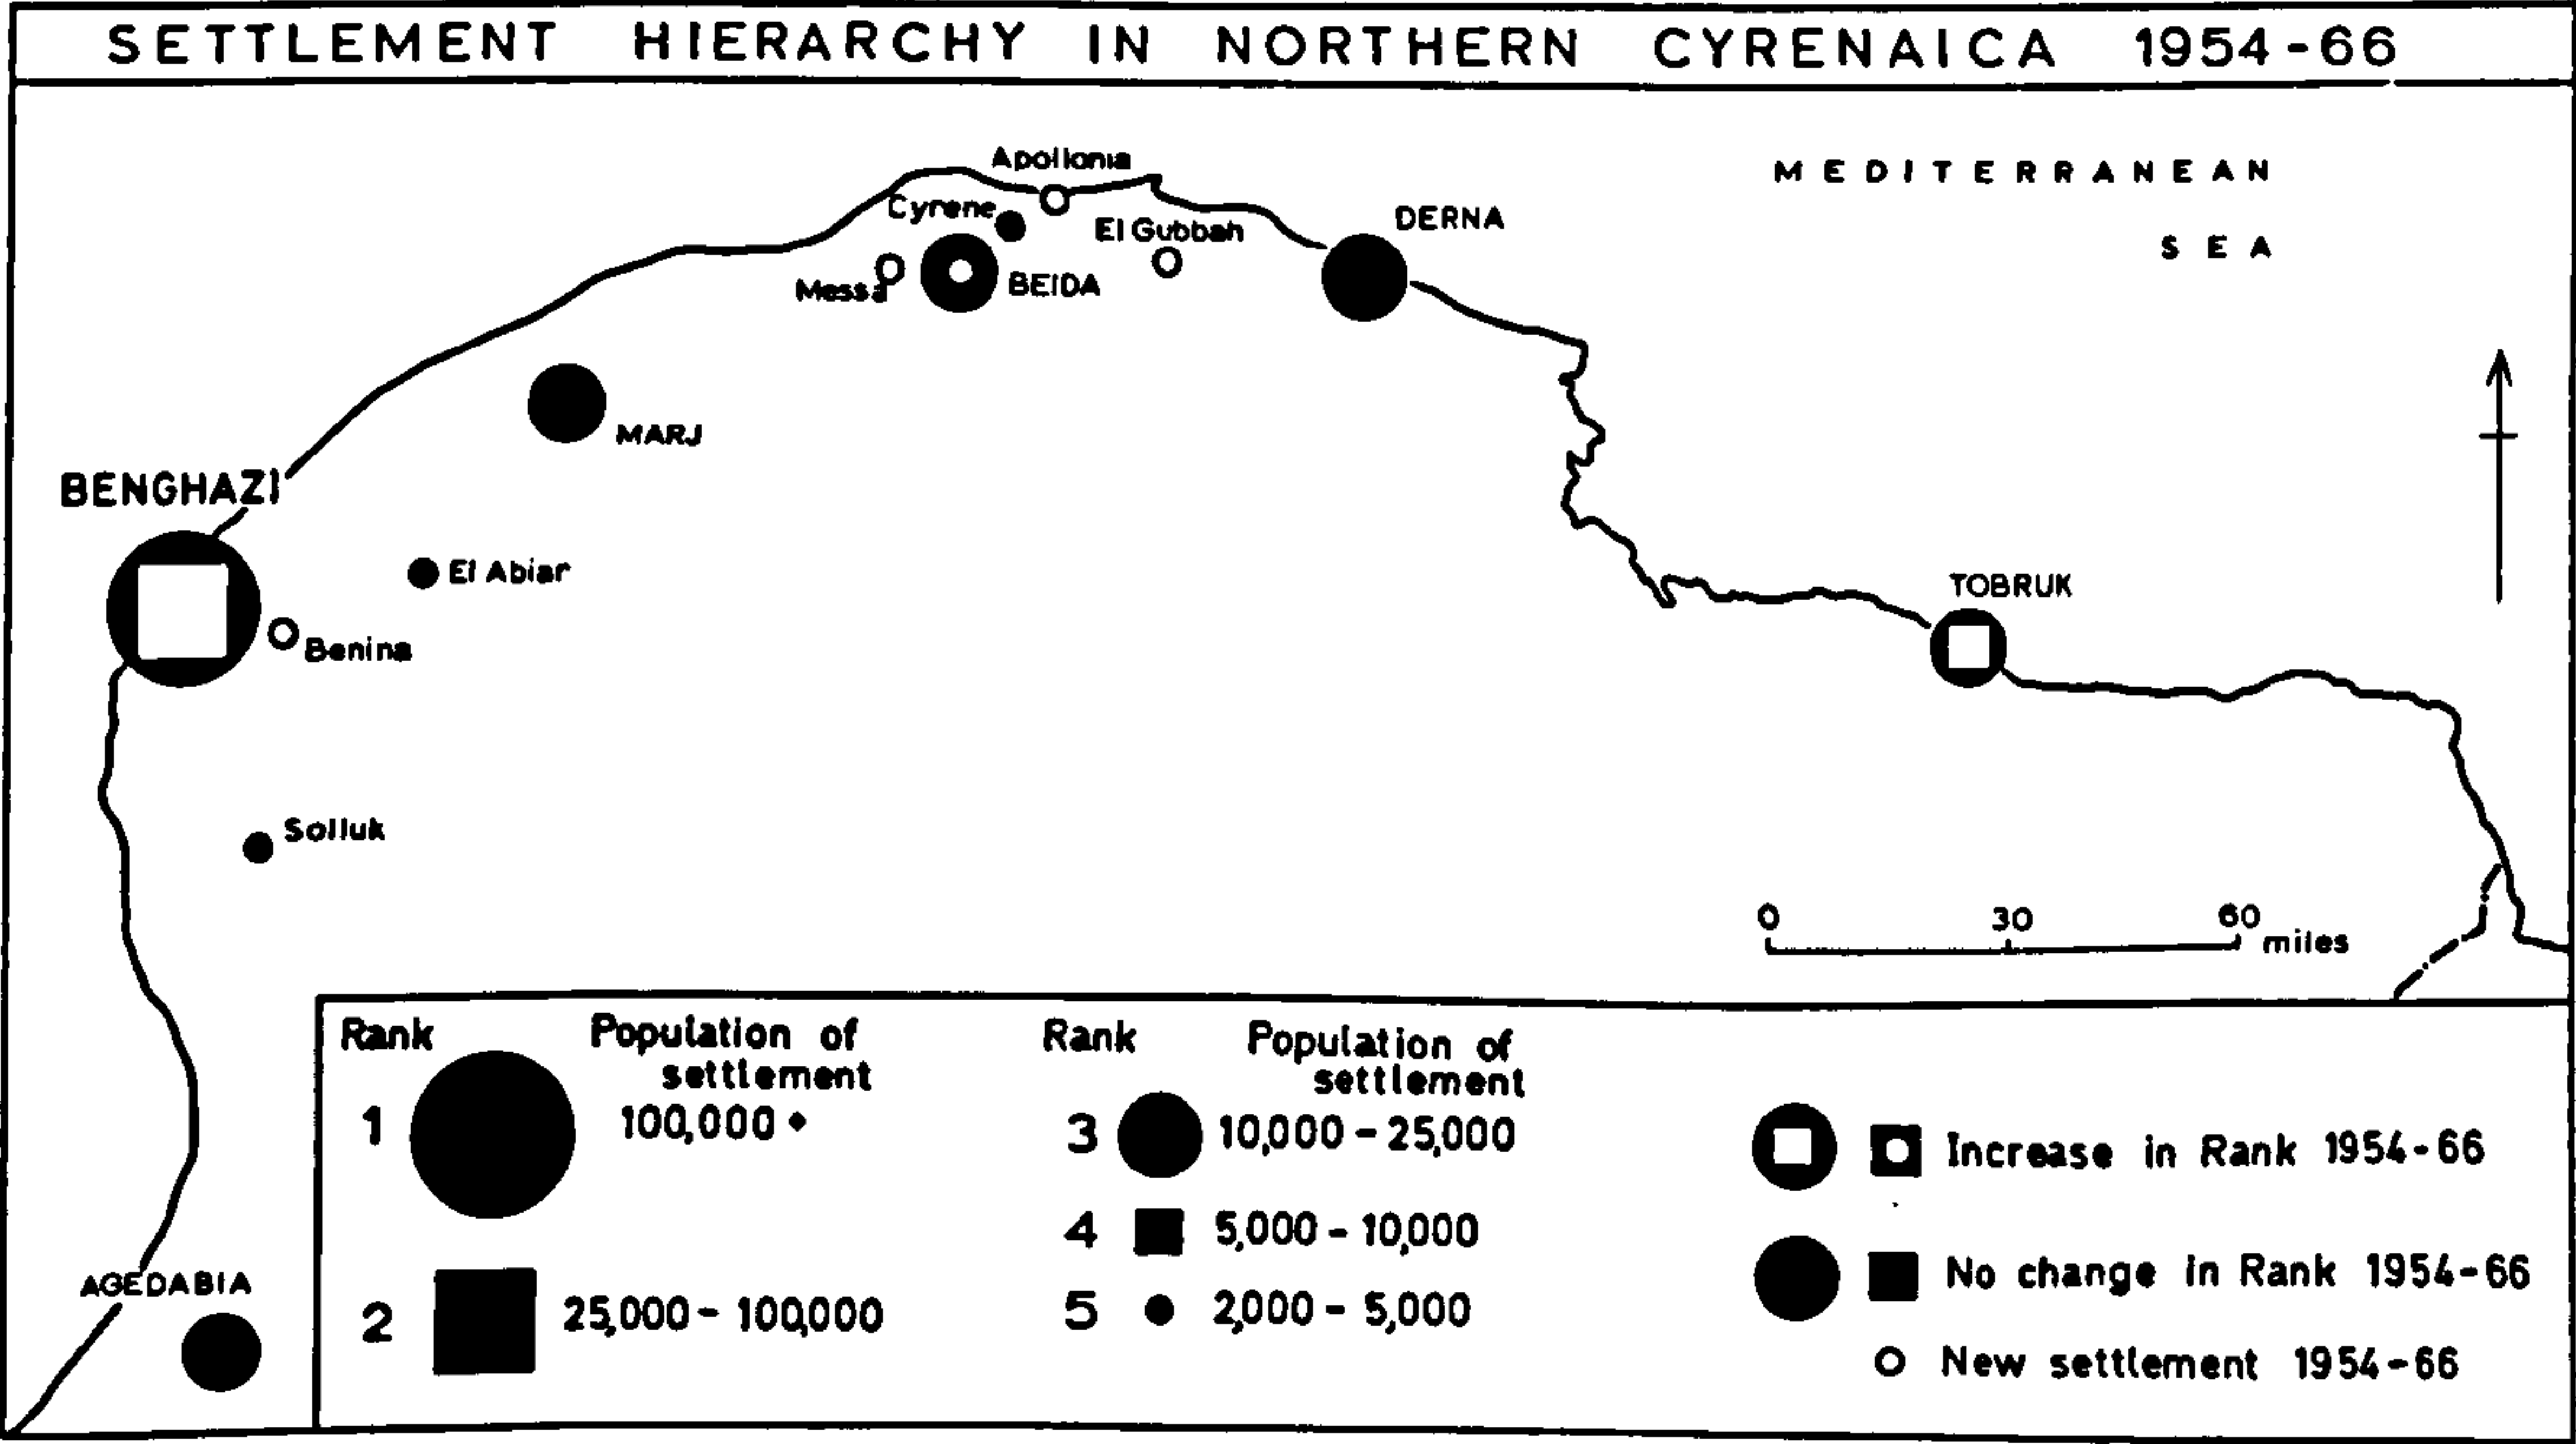 SETTLEMENT HIERARCHY IN NORTHERN CYRENAICA 1954-66
Apollonia
MEDITERRANEAN
SEA
Cyrene
El Gubbah
DERNA
Messa
BEIDA
MARJ
BENGHAZI
El Abiar
Benina
TOBRUK
Solluk
0 30 60 miles
AGEDABIA
Rank Population of settlement
1 100,000+
2 25,000 - 100,000
Rank Population of settlement
3 10,000 - 25,000
4 5,000 - 10,000
5 2,000 - 5,000
Increase in Rank 1954-66
No change in Rank 1954-66
New settlement 1954-66